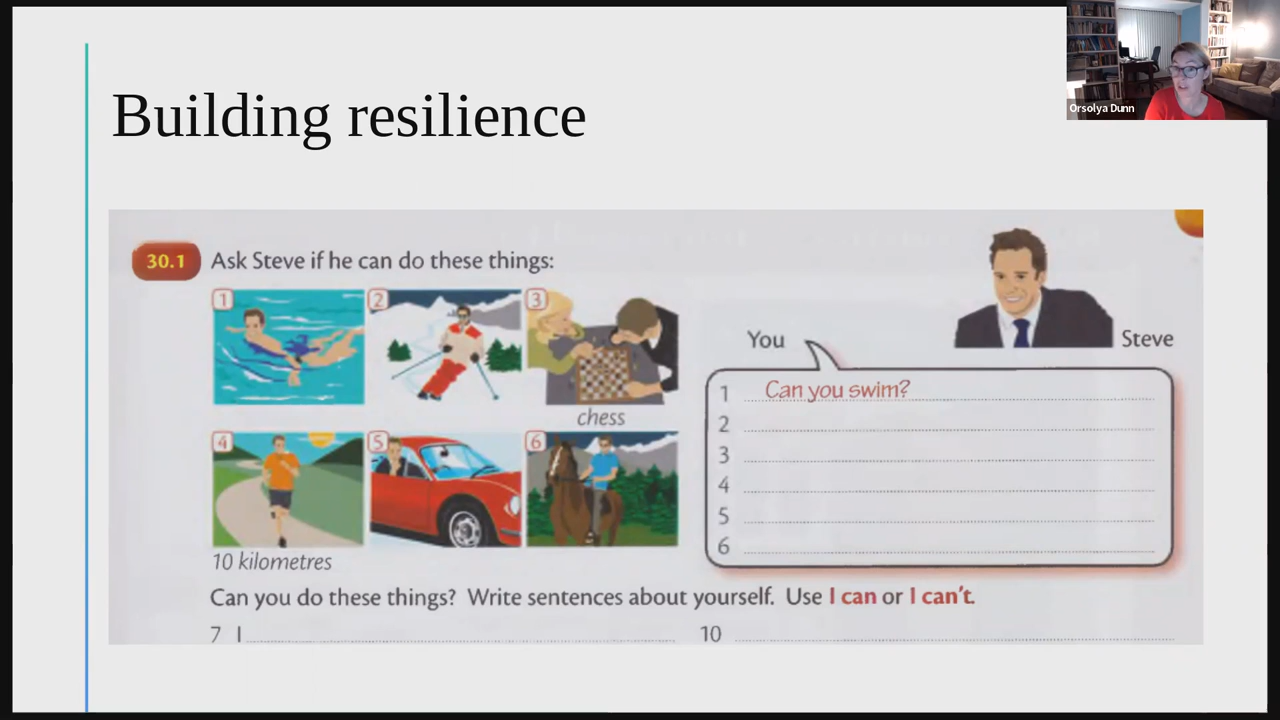 Orsolya Dunn
Building resilience
30.1 Ask Steve if he can do these things:
1 2 3
chess
4 5 6
10 kilometres
You
Steve
1 Can you swim?
2
3
4
5
6
Can you do these things? Write sentences about yourself. Use I can or I can't.
7 I
10